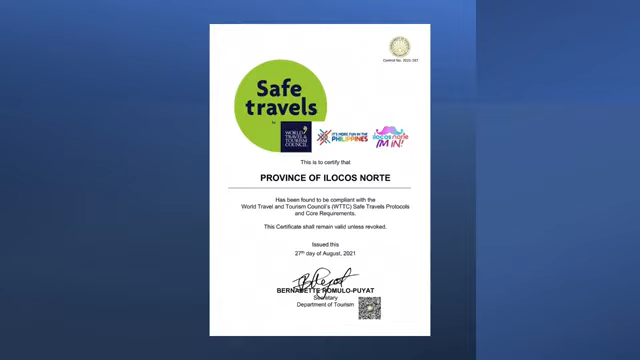 Control No. 2021-187
Safe
travels
by
WORLD
TRAVEL &
TOURISM
COUNCIL
IT'S MORE FUN IN THE
PHILIPPINES
ilocos norte
I'M IN!
This is to certify that
PROVINCE OF ILOCOS NORTE
Has been found to be compliant with the
World Travel and Tourism Council's (WTTC) Safe Travels Protocols
and Core Requirements.
This Certificate shall remain valid unless revoked.
Issued this
27th day of August, 2021
BERNADETTE ROMULO-PUYAT
Secretary
Department of Tourism